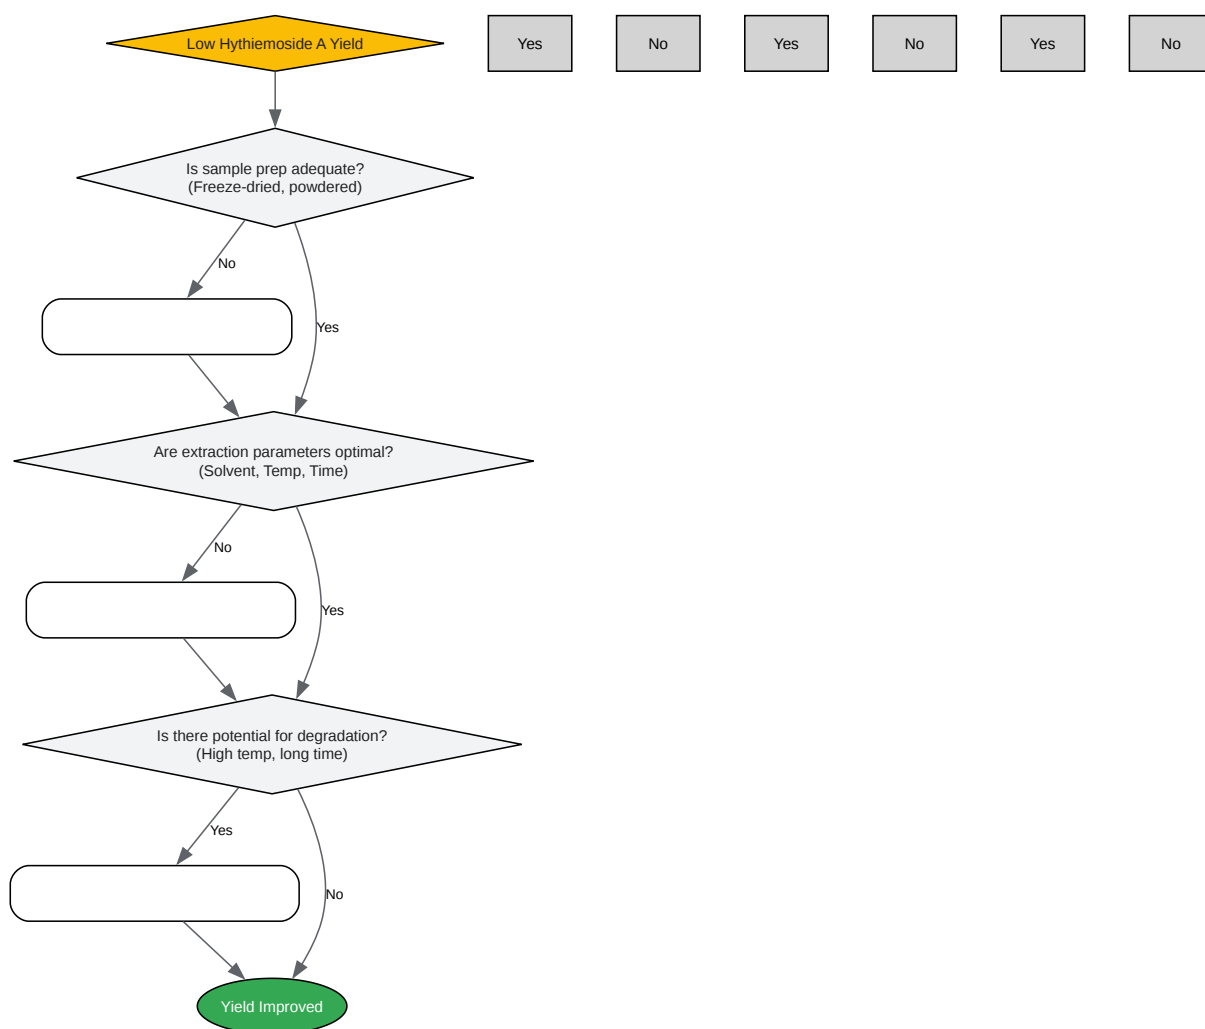 Low Hythiemoside A Yield
Yes
No
Yes
No
Yes
No
Is sample prep adequate?
(Freeze-dried, powdered)
No
Yes
Are extraction parameters optimal?
(Solvent, Temp, Time)
No
Yes
Is there potential for degradation?
(High temp, long time)
Yes
No
Yield Improved